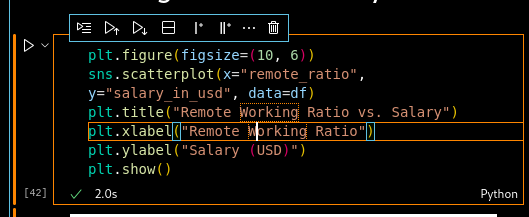 plt.figure(figsize=(10, 6))
sns.scatterplot(x="remote_ratio",
y="salary_in_usd", data=df)
plt.title("Remote Working Ratio vs. Salary")
plt.xlabel("Remote Working Ratio")
plt.ylabel("Salary (USD)")
plt.show()
[42]
2.0s
Python